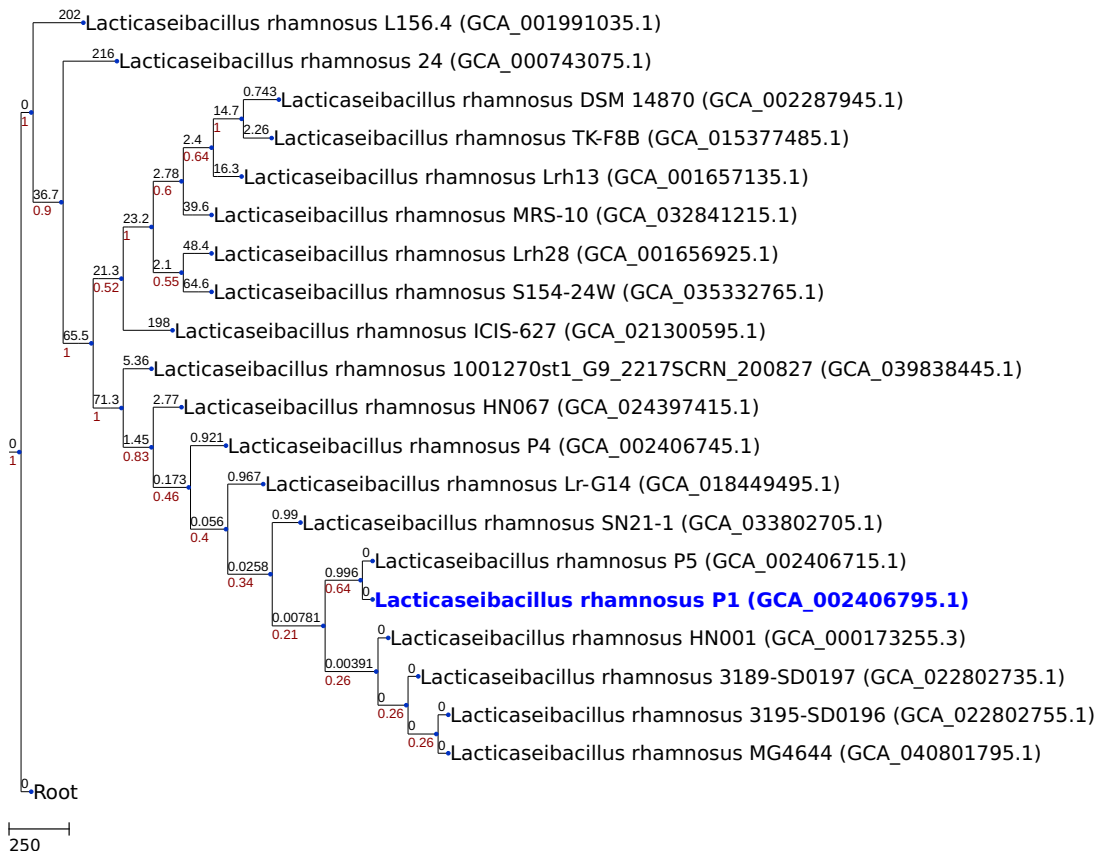 202 Lacticaseibacillus rhamnosus L156.4 (GCA_001991035.1)
216 Lacticaseibacillus rhamnosus 24 (GCA_000743075.1)
0.743 Lacticaseibacillus rhamnosus DSM 14870 (GCA_002287945.1)
0
1
14.7
1
2.26 Lacticaseibacillus rhamnosus TK-F8B (GCA_015377485.1)
2.4
0.64
16.3 Lacticaseibacillus rhamnosus Lrh13 (GCA_001657135.1)
2.78
0.6
36.7
0.9
39.6 Lacticaseibacillus rhamnosus MRS-10 (GCA_032841215.1)
23.2
1
48.4 Lacticaseibacillus rhamnosus Lrh28 (GCA_001656925.1)
2.1
0.55
21.3
0.52
64.6 Lacticaseibacillus rhamnosus S154-24W (GCA_035332765.1)
198 Lacticaseibacillus rhamnosus ICIS-627 (GCA_021300595.1)
65.5
1
5.36 Lacticaseibacillus rhamnosus 1001270st1_G9_2217SCRN_200827 (GCA_039838445.1)
71.3
1
2.77 Lacticaseibacillus rhamnosus HN067 (GCA_024397415.1)
1.45
0.83
0
1
0.921 Lacticaseibacillus rhamnosus P4 (GCA_002406745.1)
0.173
0.46
0.967 Lacticaseibacillus rhamnosus Lr-G14 (GCA_018449495.1)
0.056
0.4
0.99 Lacticaseibacillus rhamnosus SN21-1 (GCA_033802705.1)
0.0258
0.34
0 Lacticaseibacillus rhamnosus P5 (GCA_002406715.1)
0.996
0.64
0 Lacticaseibacillus rhamnosus P1 (GCA_002406795.1)
0.00781
0.21
0 Lacticaseibacillus rhamnosus HN001 (GCA_000173255.3)
0.00391
0.26
0 Lacticaseibacillus rhamnosus 3189-SD0197 (GCA_022802735.1)
0
0.26
0 Lacticaseibacillus rhamnosus 3195-SD0196 (GCA_022802755.1)
0
0.26
0 Lacticaseibacillus rhamnosus MG4644 (GCA_040801795.1)
0 Root
250